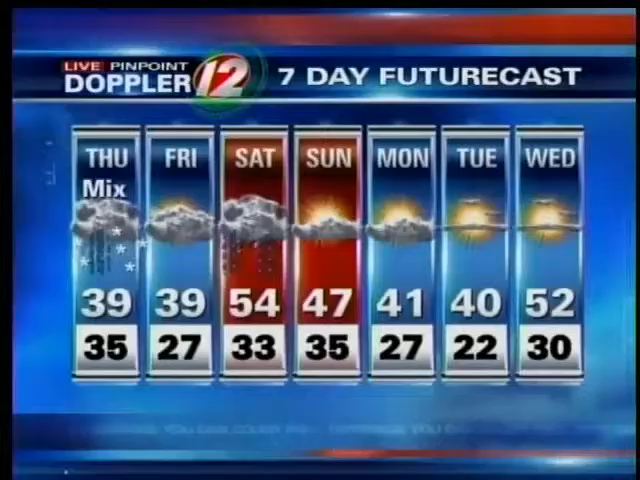 LIVE PINPOINT
DOPPLER 12
7 DAY FUTURECAST
THU FRI SAT SUN MON TUE WED
Mix
39 39 54 47 41 40 52
35 27 33 35 27 22 30